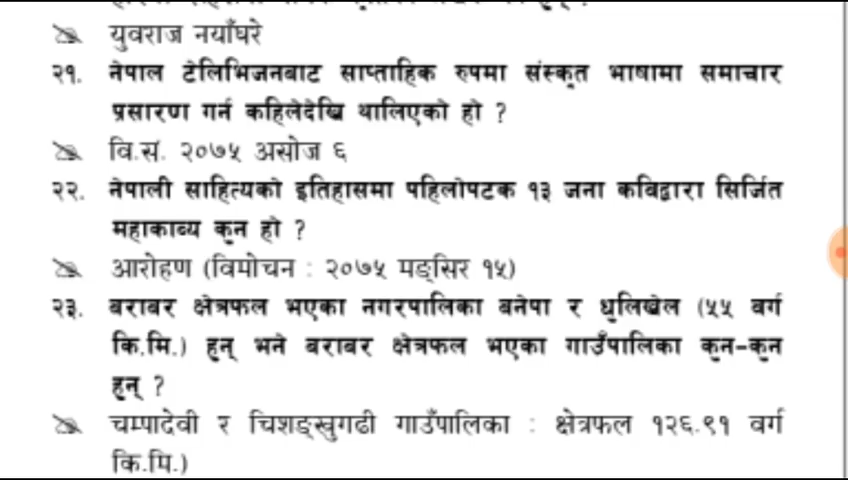 युवराज नयाँघरे
२१. नेपाल टेलिभिजनबाट साप्ताहिक रुपमा संस्कृत भाषामा समाचार
प्रसारण गर्न कहिलेदेखि थालिएको हो ?
वि.सं. २०७५ असोज ६
२२. नेपाली साहित्यको इतिहासमा पहिलोपटक १३ जना कविद्वारा सिर्जित
महाकाव्य कुन हो ?
आरोहण (विमोचन : २०७५ मङ्सिर १५)
२३. बराबर क्षेत्रफल भएका नगरपालिका बनेपा र धुलिखेल (५५ वर्ग
कि.मि.) हुन् भने बराबर क्षेत्रफल भएका गाउँपालिका कुन-कुन
हुन् ?
चम्पादेवी र चिशङ्खुगढी गाउँपालिका : क्षेत्रफल १२६.९१ वर्ग
कि.मि.)